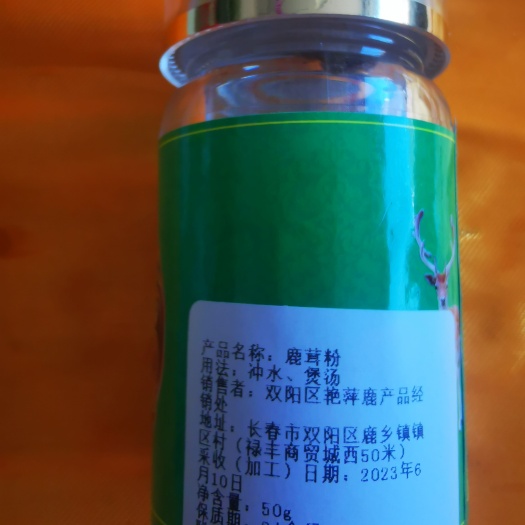 产品名称：鹿茸粉
用法：冲水、煲汤
销售者：双阳区艳萍鹿产品经
销处
地址：长春市双阳区鹿乡镇镇
区村（禄丰商贸城西50米）
采收（加工）日期：2023年6
月10日
净含量：50g
保质期：